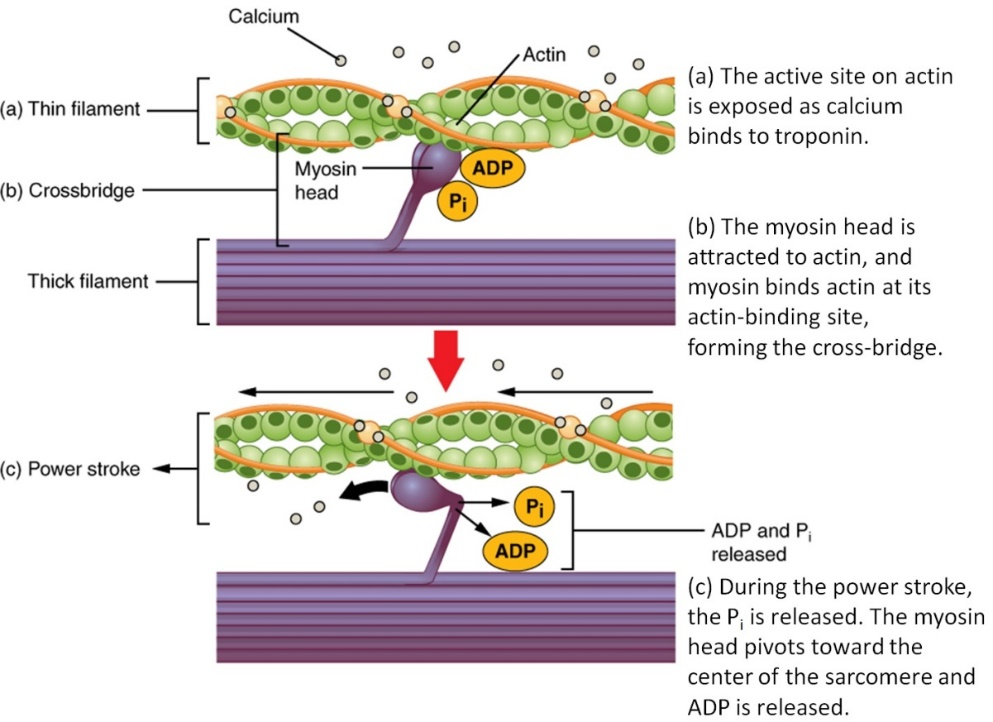 Calcium
Actin
(a) Thin filament
(a) The active site on actin
is exposed as calcium
binds to troponin.
Myosin
head
ADP
Pi
(b) Crossbridge
(b) The myosin head is
attracted to actin, and
myosin binds actin at its
actin-binding site,
forming the cross-bridge.
Thick filament
(c) Power stroke
Pi
ADP
ADP and Pi
released
(c) During the power stroke,
the Pi is released. The myosin
head pivots toward the
center of the sarcomere and
ADP is released.